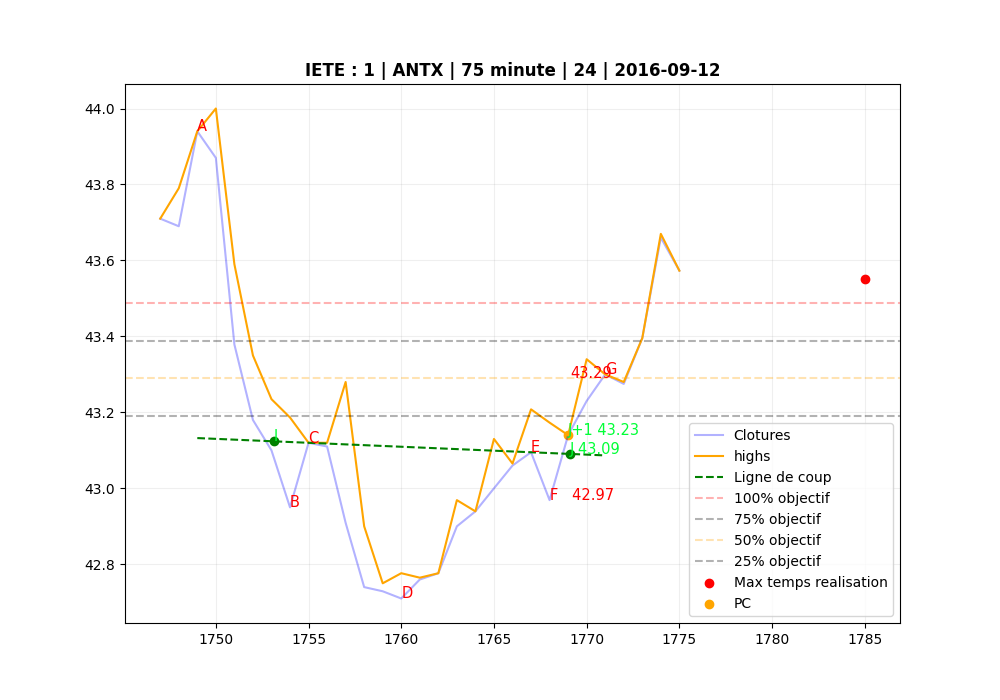 IETE : 1 | ANTX | 75 minute | 24 | 2016-09-12
44.0
43.8
43.6
43.4
43.2
43.0
42.8
A
B
C
D
E
F 42.97
43.29
G
I
J+1 43.23
J 43.09
Clotures
highs
Ligne de coup
100% objectif
75% objectif
50% objectif
25% objectif
Max temps realisation
PC
1750 1755 1760 1765 1770 1775 1780 1785